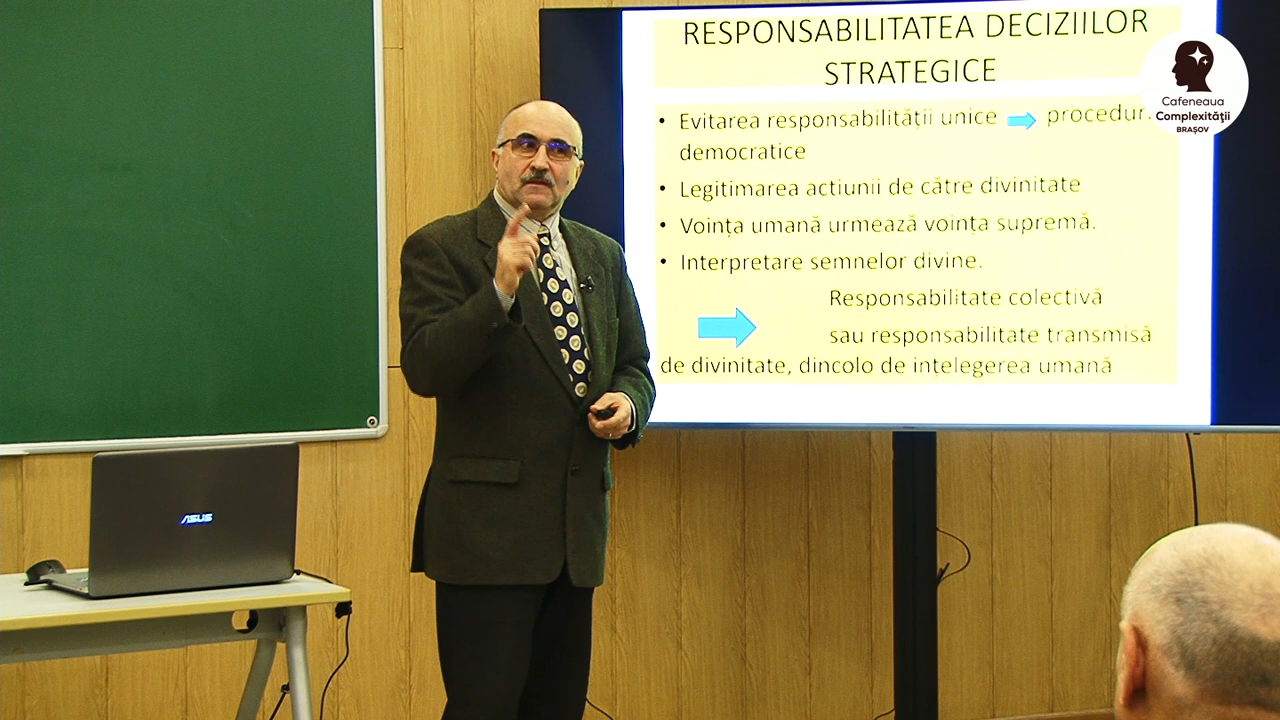 RESPONSABILITATEA DECIZIILOR
STRATEGICE
• Evitarea responsabilității unice
democratice
• Legitimarea actiunii de către divinitate
• Voința umană urmează voința supremă.
• Interpretare semnelor divine.
Responsabilitate colectivă
sau responsabilitate transmisă
de divinitate, dincolo de ințelegerea umană
Cafeneaua
Complexității
BRAȘOV
ASUS